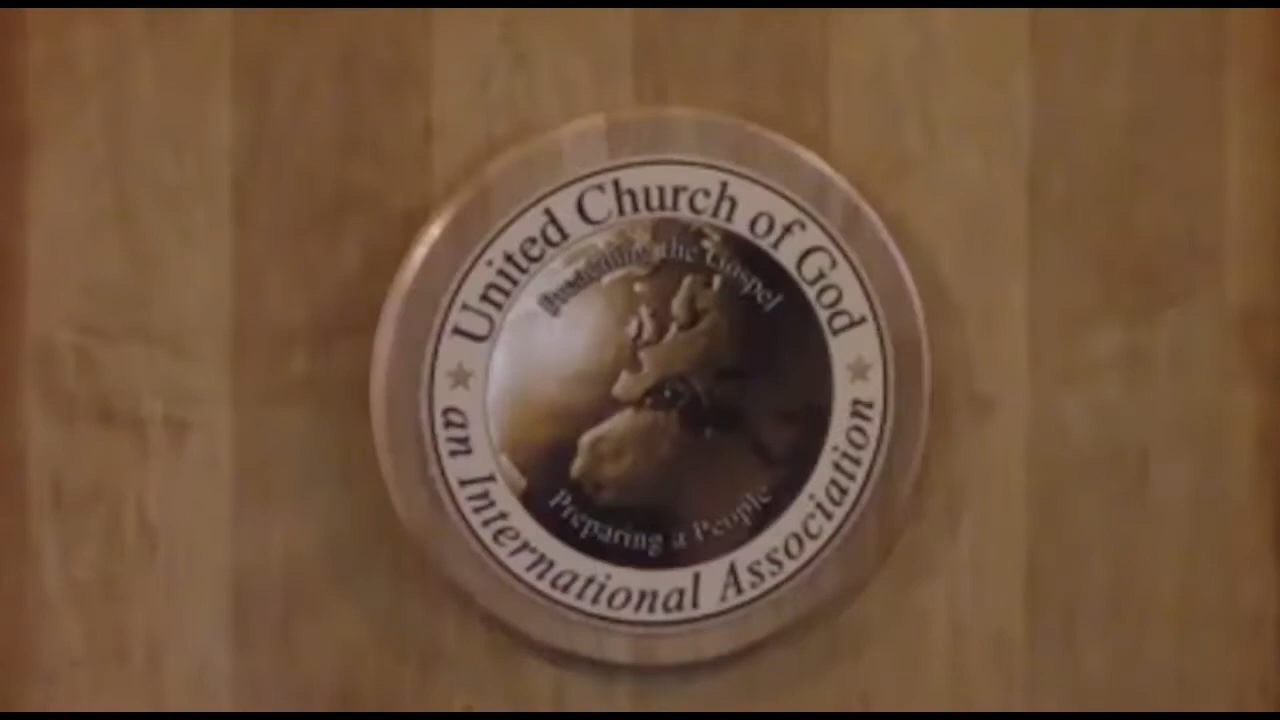 United Church of God
Preaching the Gospel
Preparing a People
an International Association